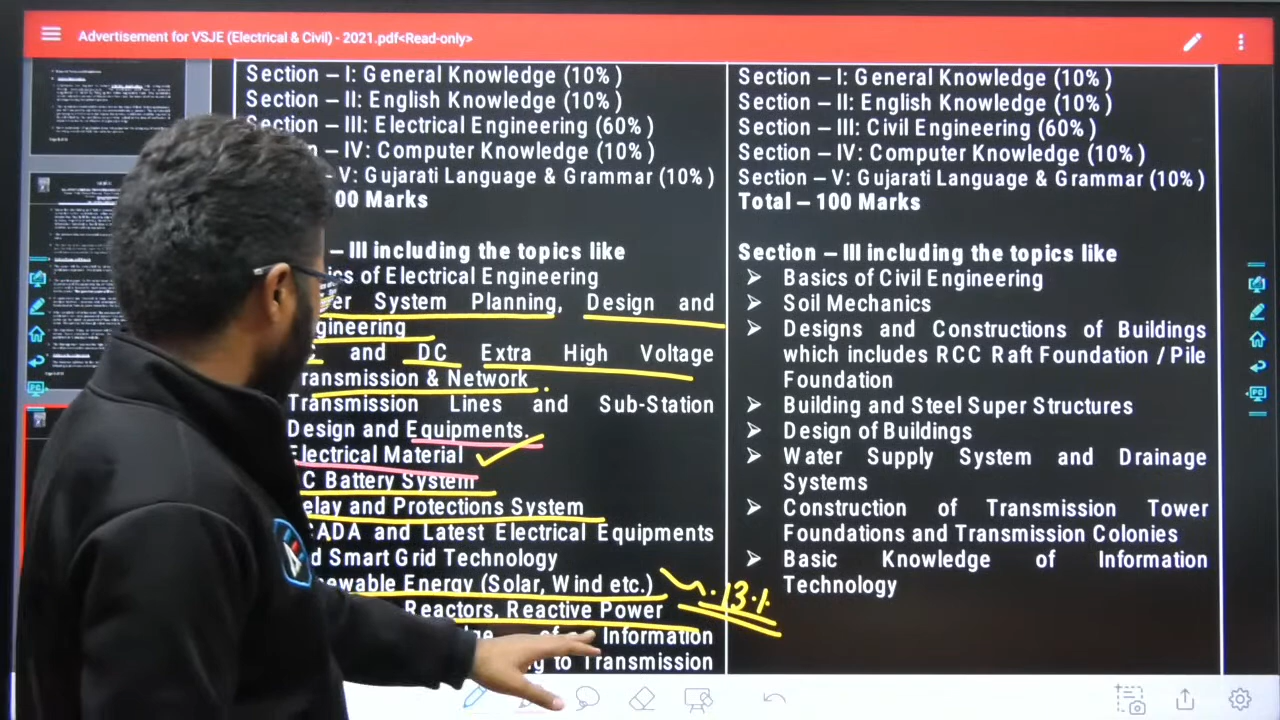 Advertisement for VSJE (Electrical & Civil) - 2021.pdf<Read-only>
Section – I: General Knowledge (10%)
Section – II: English Knowledge (10%)
Section – III: Electrical Engineering (60%)
– IV: Computer Knowledge (10%)
– V: Gujarati Language & Grammar (10%)
00 Marks
– III including the topics like
of Electrical Engineering
System Planning, Design and
and DC Extra High Voltage
Transmission & Network
Transmission Lines and Sub-Station
Design and Equipments.
Electrical Material
Battery System
and Protections System
and Latest Electrical Equipments
Smart Grid Technology
Energy (Solar, Wind etc.)
13%
Reactors, Reactive Power
of Information
to Transmission
Section – I: General Knowledge (10%)
Section – II: English Knowledge (10%)
Section – III: Civil Engineering (60%)
Section – IV: Computer Knowledge (10%)
Section – V: Gujarati Language & Grammar (10%)
Total – 100 Marks
Section – III including the topics like
➤ Basics of Civil Engineering
➤ Soil Mechanics
➤ Designs and Constructions of Buildings
which includes RCC Raft Foundation / Pile
Foundation
➤ Building and Steel Super Structures
➤ Design of Buildings
➤ Water Supply System and Drainage
Systems
➤ Construction of Transmission Tower
Foundations and Transmission Colonies
➤ Basic Knowledge of Information
Technology